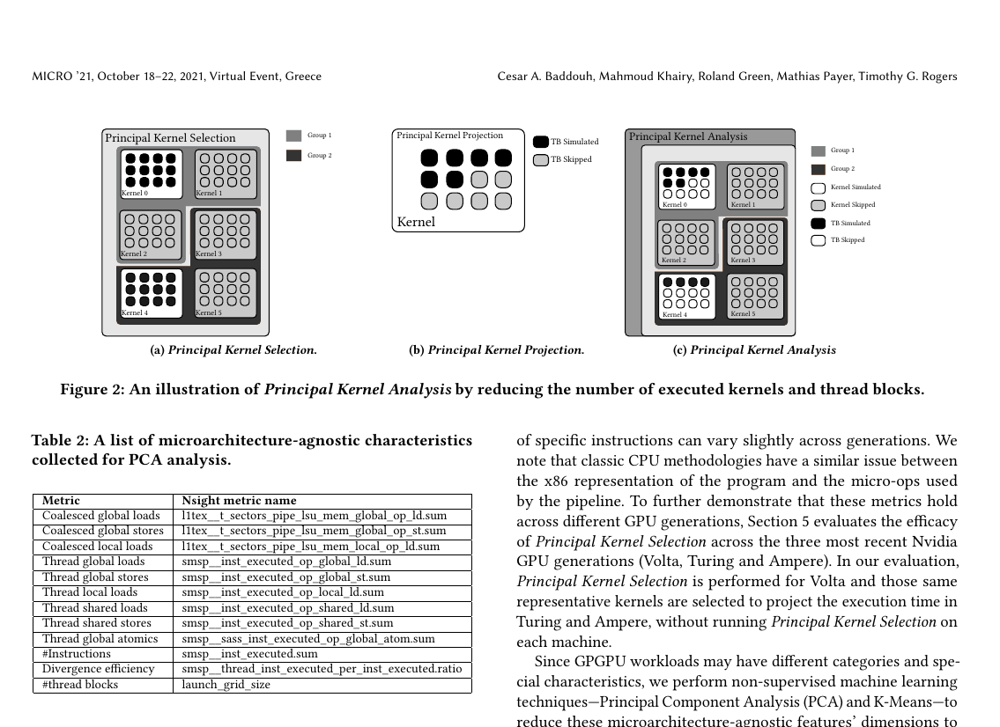 MICRO ’21, October 18–22, 2021, Virtual Event, Greece
Cesar A. Baddouh, Mahmoud Khairy, Roland Green, Mathias Payer, Timothy G. Rogers
Principal Kernel Selection
Kernel 0
Kernel 1
Kernel 2
Kernel 3
Kernel 4
Kernel 5
Group 1
Group 2
(a) Principal Kernel Selection.
Principal Kernel Projection
Kernel
TB Simulated
TB Skipped
(b) Principal Kernel Projection.
Principal Kernel Analysis
Kernel 0
Kernel 1
Kernel 2
Kernel 3
Kernel 4
Kernel 5
Group 1
Group 2
Kernel Simulated
Kernel Skipped
TB Simulated
TB Skipped
(c) Principal Kernel Analysis
Figure 2: An illustration of Principal Kernel Analysis by reducing the number of executed kernels and thread blocks.
Table 2: A list of microarchitecture-agnostic characteristics
collected for PCA analysis.
Metric Nsight metric name
Coalesced global loads l1tex__t_sectors_pipe_lsu_mem_global_op_ld.sum
Coalesced global stores l1tex__t_sectors_pipe_lsu_mem_global_op_st.sum
Coalesced local loads l1tex__t_sectors_pipe_lsu_mem_local_op_ld.sum
Thread global loads smsp__inst_executed_op_global_ld.sum
Thread global stores smsp__inst_executed_op_global_st.sum
Thread local loads smsp__inst_executed_op_local_ld.sum
Thread shared loads smsp__inst_executed_op_shared_ld.sum
Thread shared stores smsp__inst_executed_op_shared_st.sum
Thread global atomics smsp__sass_inst_executed_op_global_atom.sum
#Instructions smsp__inst_executed.sum
Divergence efficiency smsp__thread_inst_executed_per_inst_executed.ratio
#thread blocks launch_grid_size
of specific instructions can vary slightly across generations. We
note that classic CPU methodologies have a similar issue between
the x86 representation of the program and the micro-ops used
by the pipeline. To further demonstrate that these metrics hold
across different GPU generations, Section 5 evaluates the efficacy
of Principal Kernel Selection across the three most recent Nvidia
GPU generations (Volta, Turing and Ampere). In our evaluation,
Principal Kernel Selection is performed for Volta and those same
representative kernels are selected to project the execution time in
Turing and Ampere, without running Principal Kernel Selection on
each machine.
Since GPGPU workloads may have different categories and spe-
cial characteristics, we perform non-supervised machine learning
techniques—Principal Component Analysis (PCA) and K-Means—to
reduce these microarchitecture-agnostic features’ dimensions to